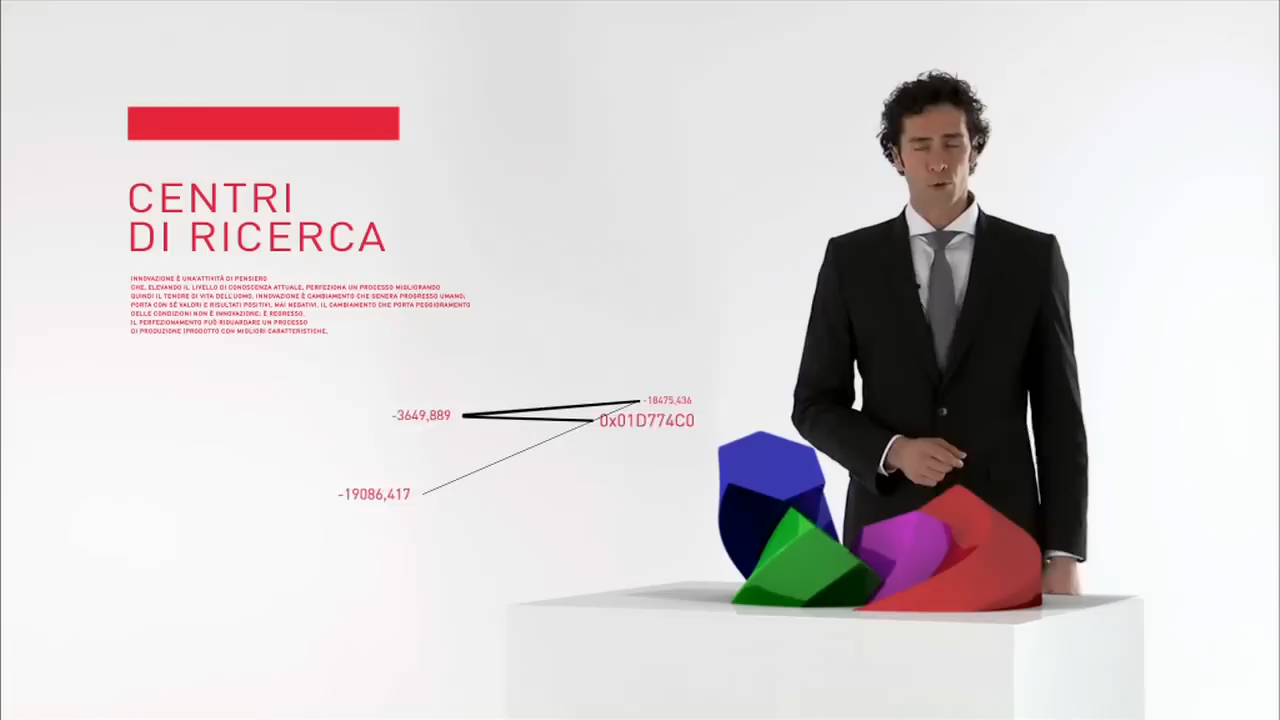 CENTRI
DI RICERCA
INNOVAZIONE È UNA'ATTIVITÀ DI PENSIERO
CHE, ELEVANDO IL LIVELLO DI CONOSCENZA ATTUALE, PERFEZIONA UN PROCESSO MIGLIORANDO
QUINDI IL TENORE DI VITA DELL'UOMO. INNOVAZIONE È CAMBIAMENTO CHE GENERA PROGRESSO UMANO;
PORTA CON SÉ VALORI E RISULTATI POSITIVI, MAI NEGATIVI. IL CAMBIAMENTO CHE PORTA PEGGIORAMENTO
DELLE CONDIZIONI NON È INNOVAZIONE: È REGRESSO.
IL PERFEZIONAMENTO PUÒ RIGUARDARE UN PROCESSO
DI PRODUZIONE (PRODOTTO CON MIGLIORI CARATTERISTICHE,
-18475,436
-3649,889
0x01D774C0
-19086,417